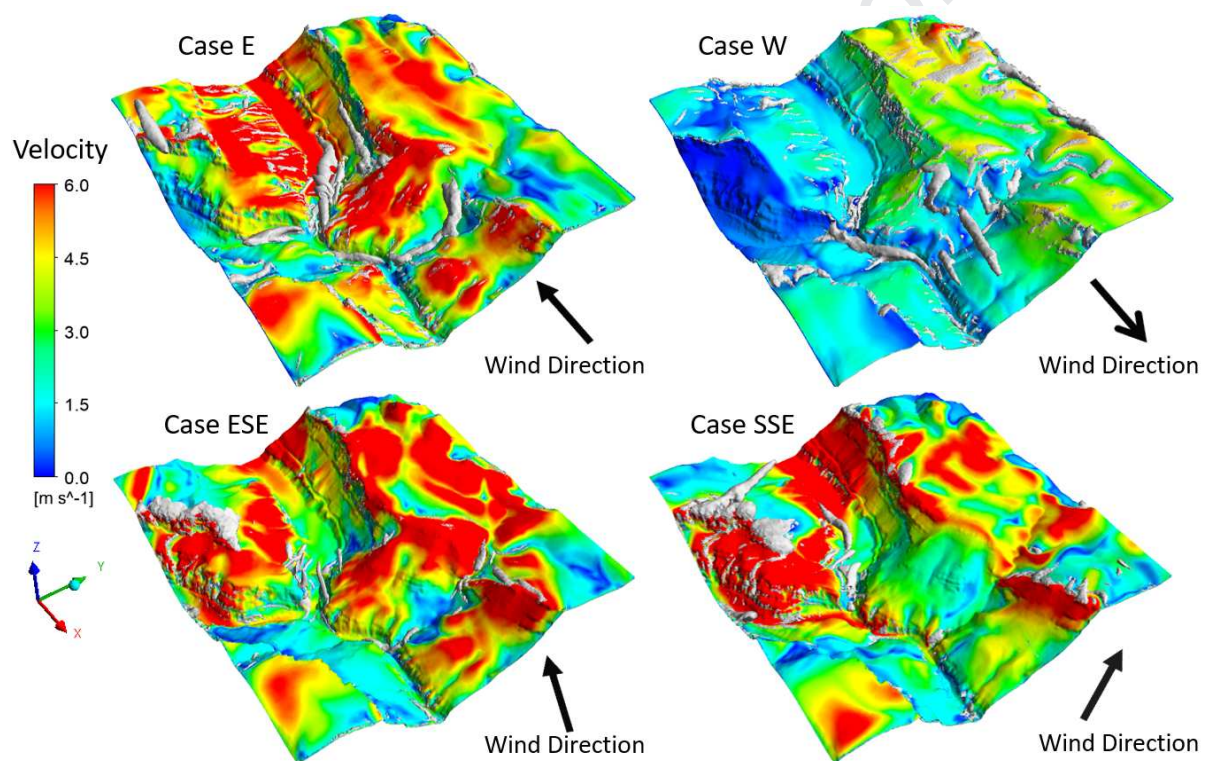 Case E
Case W
Velocity
6.0
4.5
3.0
1.5
0.0
[m s^-1]
Wind Direction
Wind Direction
Case ESE
Case SSE
Z
Y
X
Wind Direction
Wind Direction